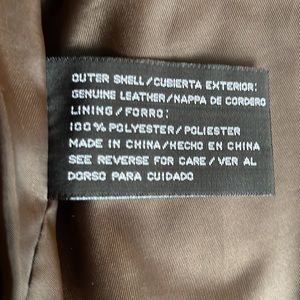 OUTER SHELL/CUBIERTA EXTERIOR:
GENUINE LEATHER/NAPPA DE CORDERO
LINING/FORRO:
100% POLYESTER/POLIESTER
MADE IN CHINA/HECHO EN CHINA
SEE REVERSE FOR CARE/VER AL
DORSO PARA CUIDADO